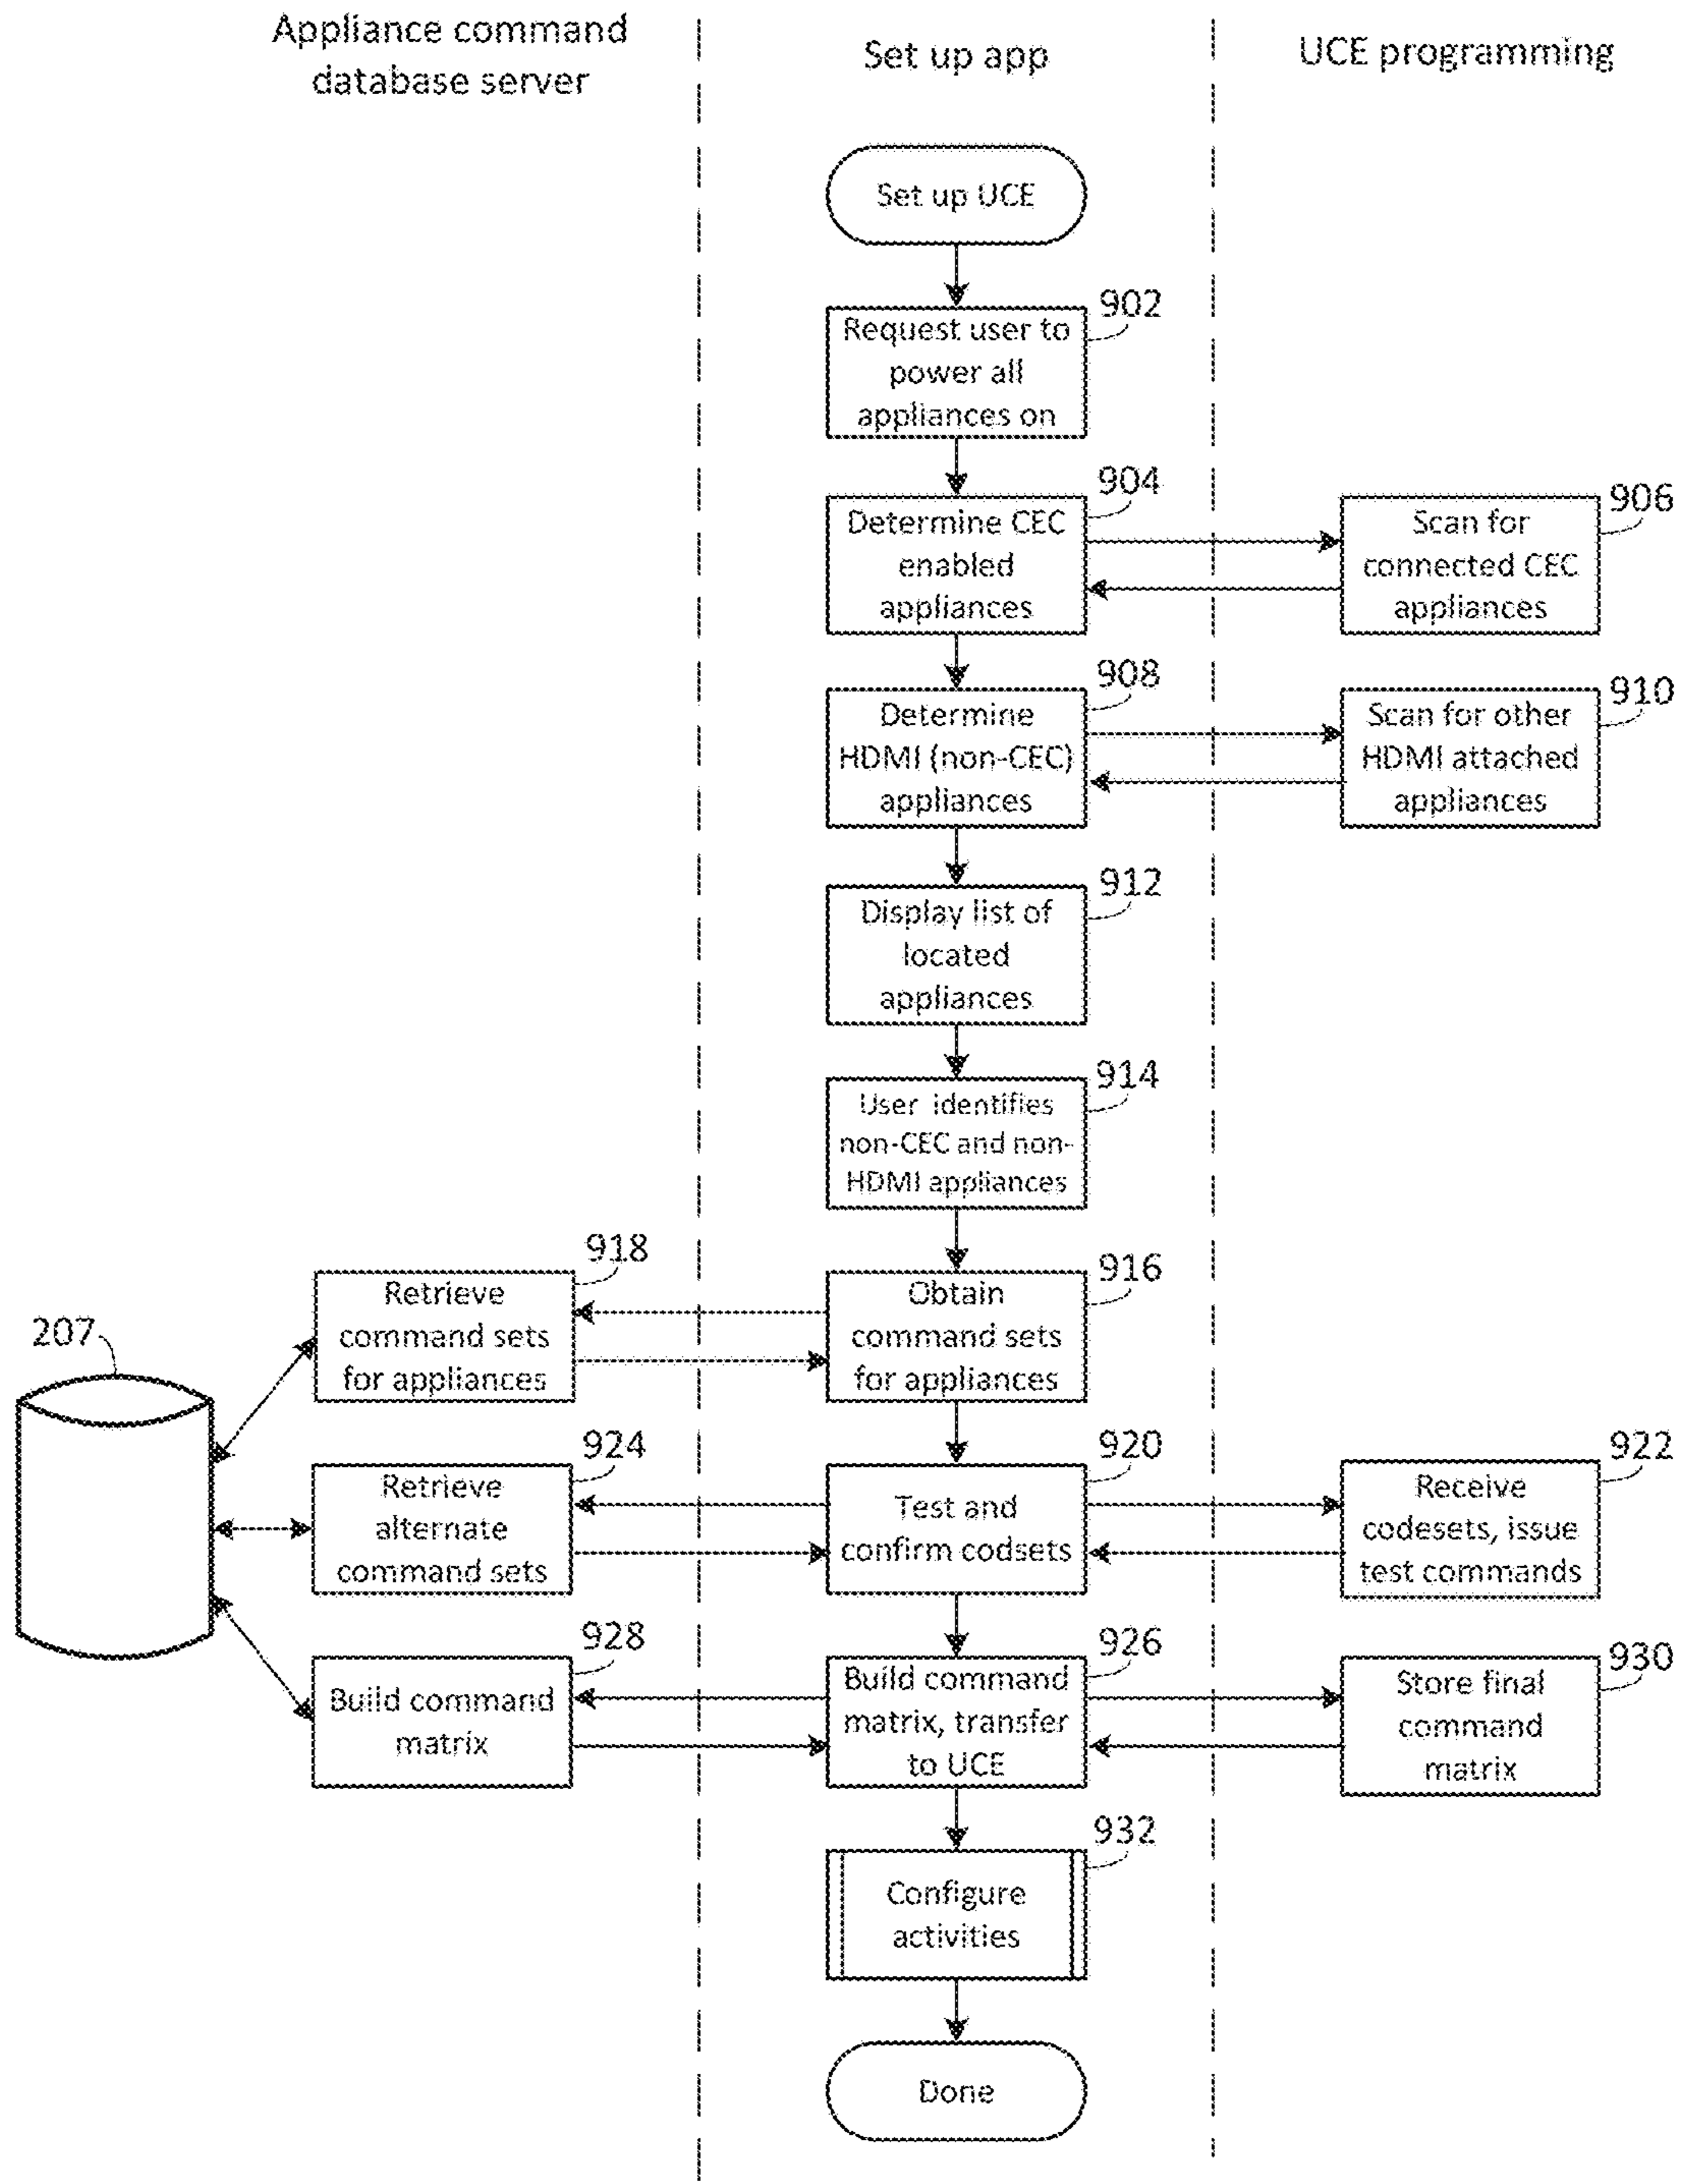 Appliance command
database server
Set up app
UCE programming
Set up UCE
902
Request user to
power all
appliances on
904
Determine CEC
enabled
appliances
906
Scan for
connected CEC
appliances
908
Determine
HDMI (non-CEC)
appliances
910
Scan for other
HDMI attached
appliances
912
Display list of
located
appliances
914
User identifies
non-CEC and non-
HDMI appliances
918
Retrieve
command sets
for appliances
916
Obtain
command sets
for appliances
207
924
Retrieve
alternate
command sets
920
Test and
confirm codsets
922
Receive
codesets, issue
test commands
928
Build command
matrix
926
Build command
matrix, transfer
to UCE
930
Store final
command
matrix
932
Configure
activities
Done